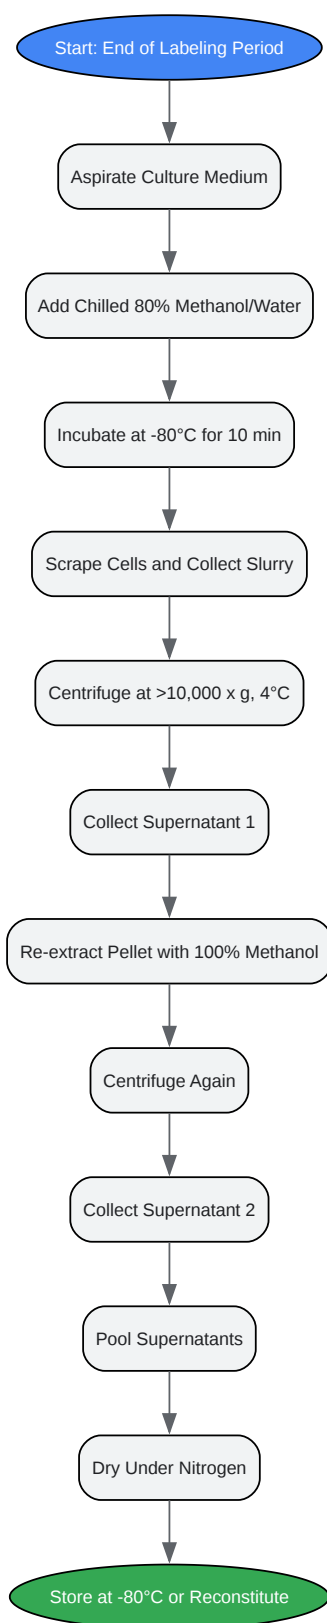 Start: End of Labeling Period
Aspirate Culture Medium
Add Chilled 80% Methanol/Water
Incubate at -80°C for 10 min
Scrape Cells and Collect Slurry
Centrifuge at >10,000 x g, 4°C
Collect Supernatant 1
Re-extract Pellet with 100% Methanol
Centrifuge Again
Collect Supernatant 2
Pool Supernatants
Dry Under Nitrogen
Store at -80°C or Reconstitute